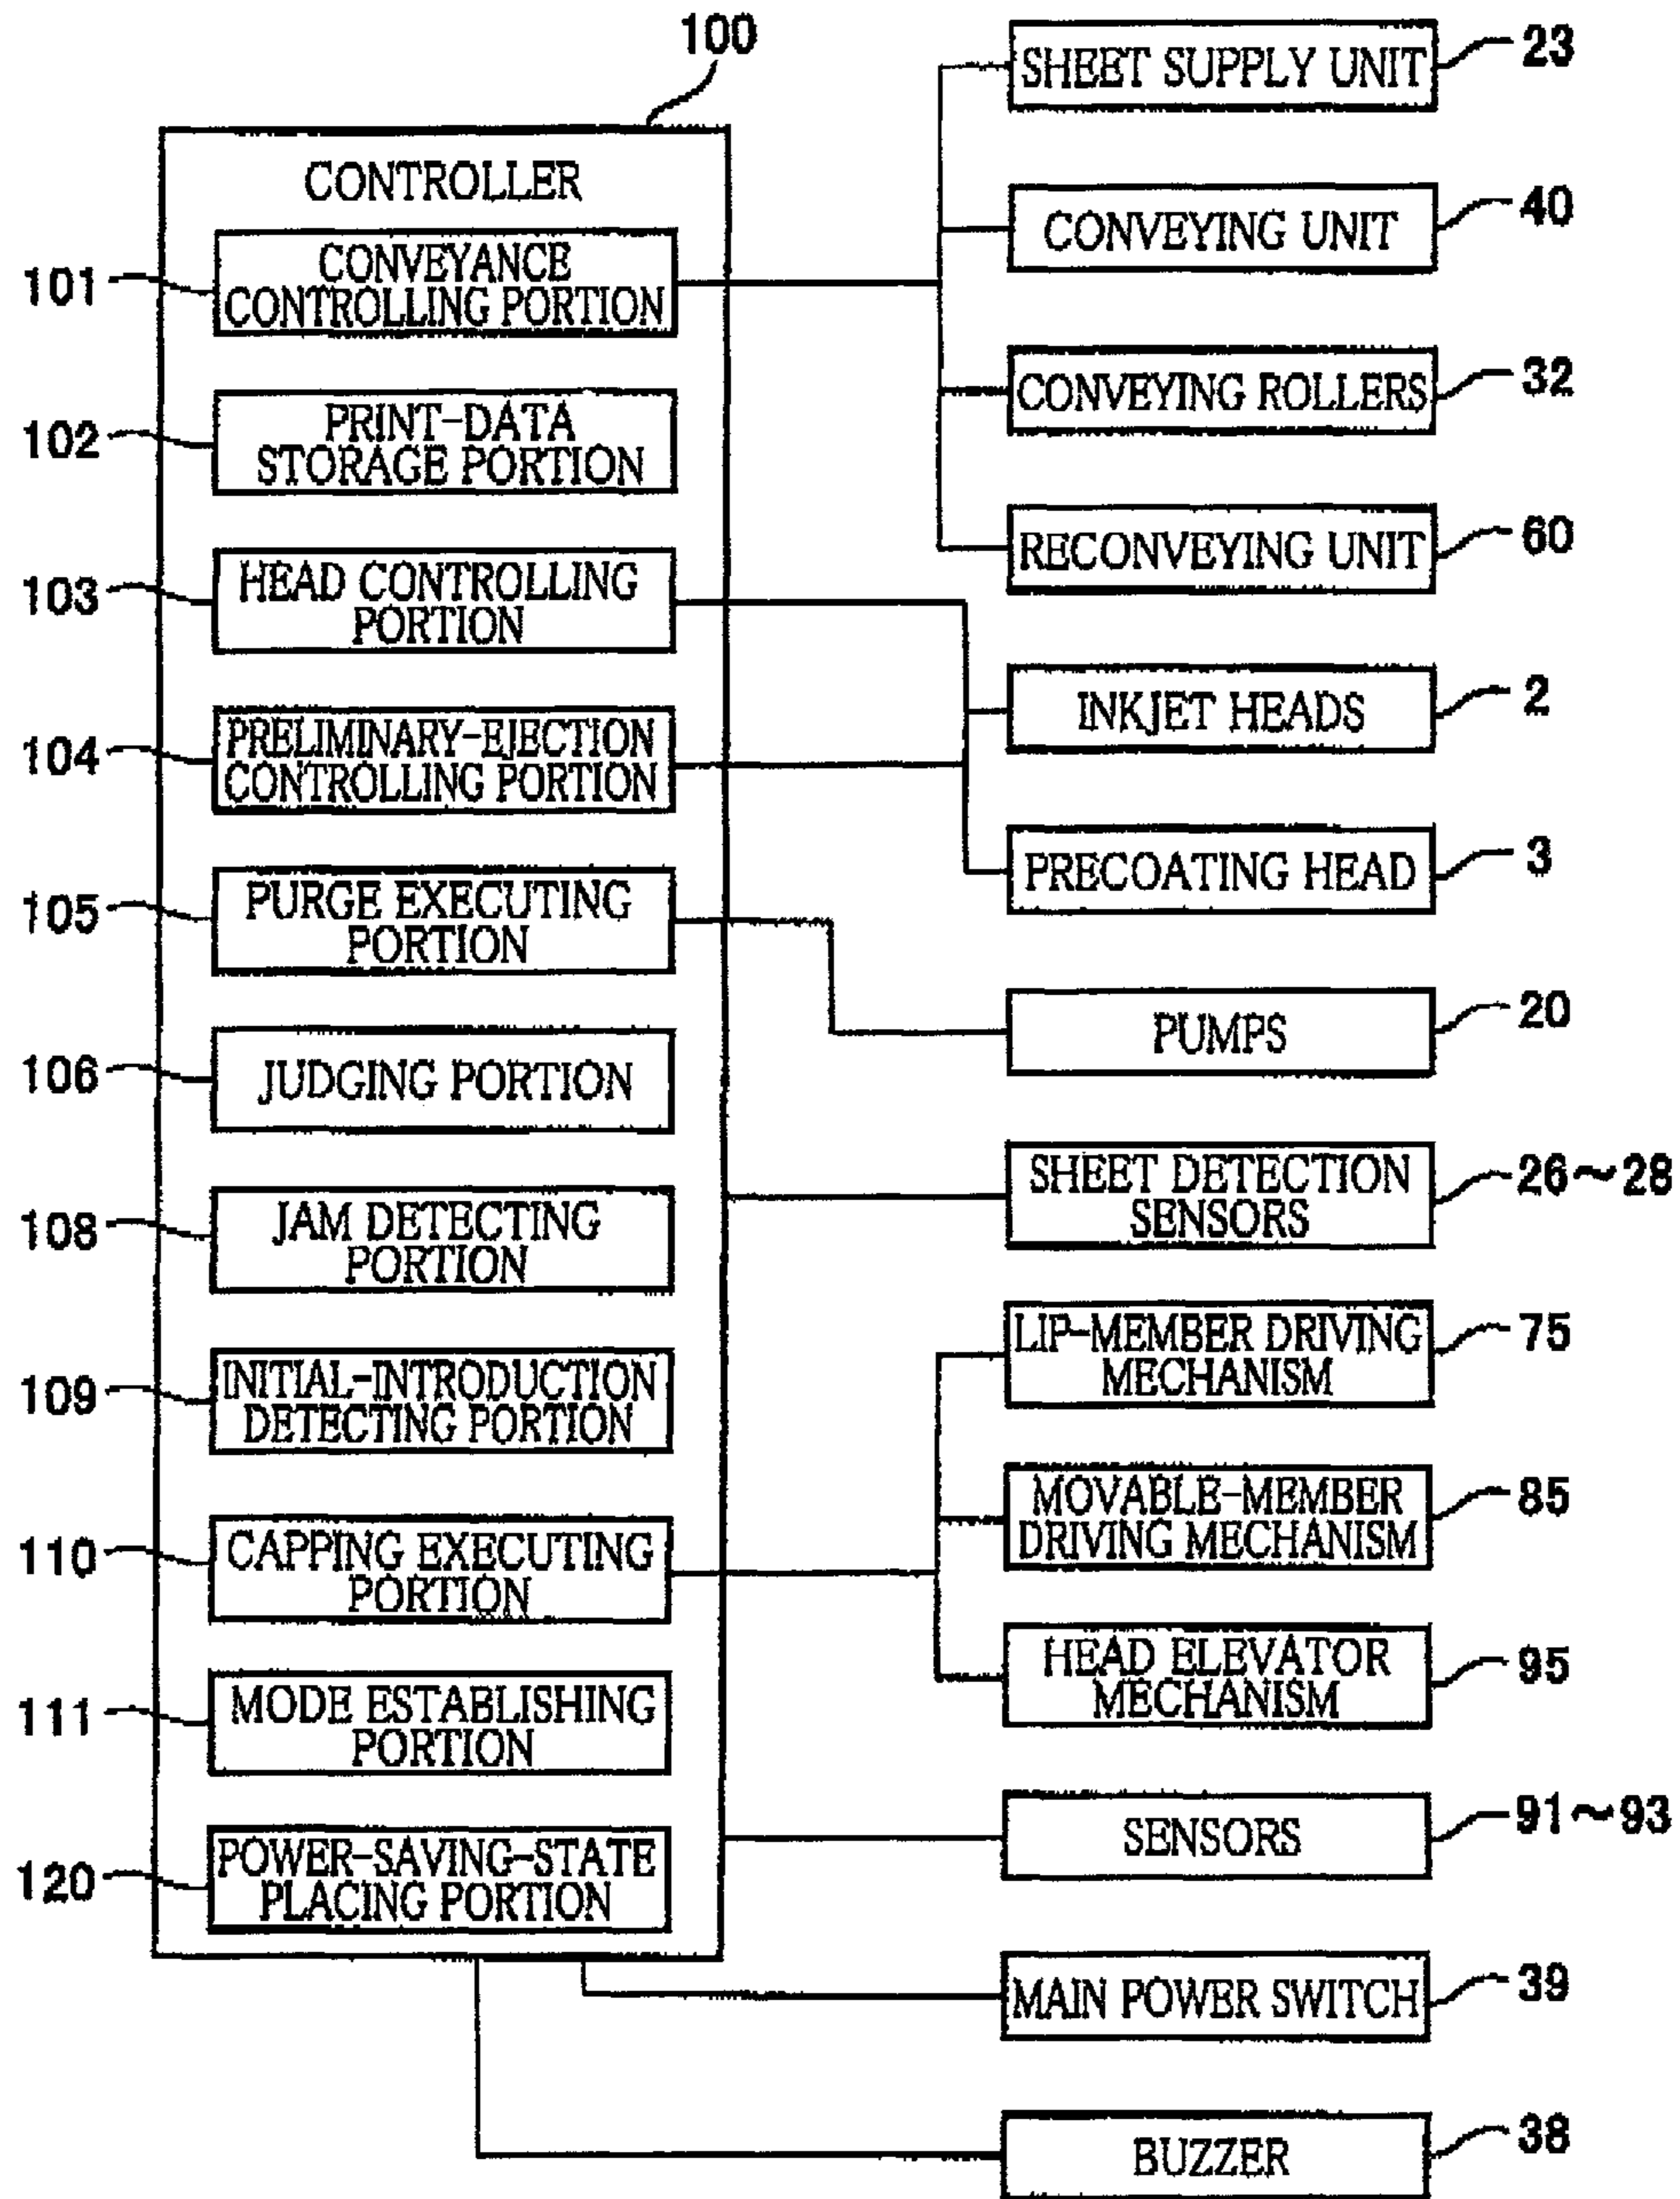 100
CONTROLLER
101
CONVEYANCE
CONTROLLING PORTION
102
PRINT-DATA
STORAGE PORTION
103
HEAD CONTROLLING
PORTION
104
PRELIMINARY-EJECTION
CONTROLLING PORTION
105
PURGE EXECUTING
PORTION
106
JUDGING PORTION
108
JAM DETECTING
PORTION
109
INITIAL-INTRODUCTION
DETECTING PORTION
110
CAPPING EXECUTING
PORTION
111
MODE ESTABLISHING
PORTION
120
POWER-SAVING-STATE
PLACING PORTION
SHEET SUPPLY UNIT
23
CONVEYING UNIT
40
CONVEYING ROLLERS
32
RECONVEYING UNIT
60
INKJET HEADS
2
PRECOATING HEAD
3
PUMPS
20
SHEET DETECTION
SENSORS
26~28
LIP-MEMBER DRIVING
MECHANISM
75
MOVABLE-MEMBER
DRIVING MECHANISM
85
HEAD ELEVATOR
MECHANISM
95
SENSORS
91~93
MAIN POWER SWITCH
39
BUZZER
38